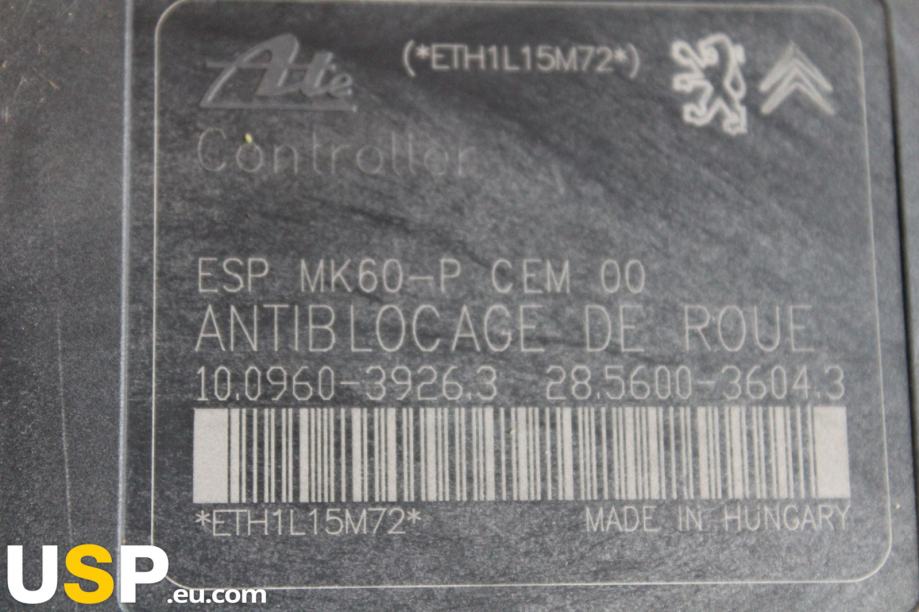 Ate (*ETH1L15M72*)
Controller
ESP MK60-P CEM 00
ANTIBLOCAGE DE ROUE
10.0960-3926.3 28.5600-3604.3
*ETH1L15M72* MADE IN HUNGARY
USP.eu.com